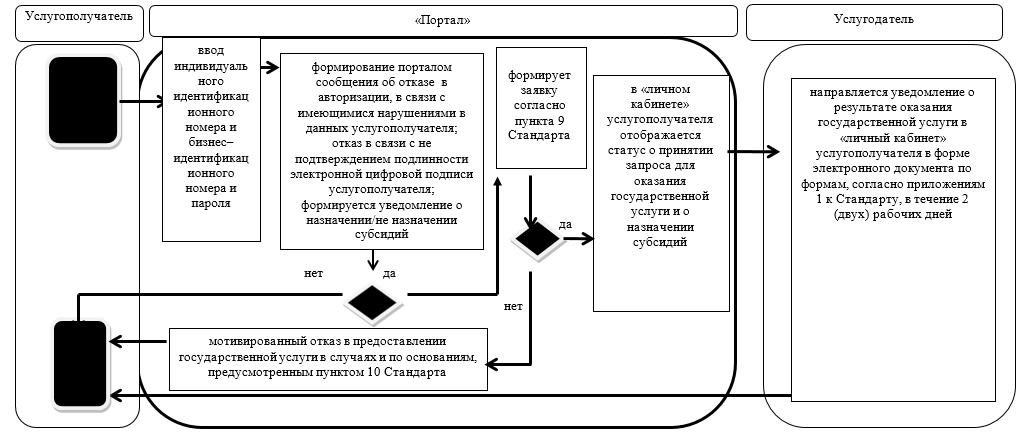 Услугополучатель
«Портал»
Услугодатель
ввод
индивидуаль
ного
идентификац
ионного
номера и
бизнес–
идентификац
ионного
номера и
пароля
формирование порталом
сообщения об отказе в
авторизации, в связи с
имеющимися нарушениями в
данных услугополучателя;
отказ в связи с не
подтверждением подлинности
электронной цифровой подписи
услугополучателя;
формируется уведомление о
назначении/не назначении
субсидий
формирует
заявку
согласно
пункта 9
Стандарта
в «личном
кабинете»
услугополучателя
отображается
статус о принятии
запроса для
оказания
государственной
услуги и о
назначении
субсидий
направляется уведомление о
результате оказания
государственной услуги в
«личный кабинет»
услугополучателя в форме
электронного документа по
формам, согласно приложениям
1 к Стандарту, в течение 2
(двух) рабочих дней
да
нет
да
нет
мотивированный отказ в предоставлении
государственной услуги в случаях и по основаниям,
предусмотренным пунктом 10 Стандарта